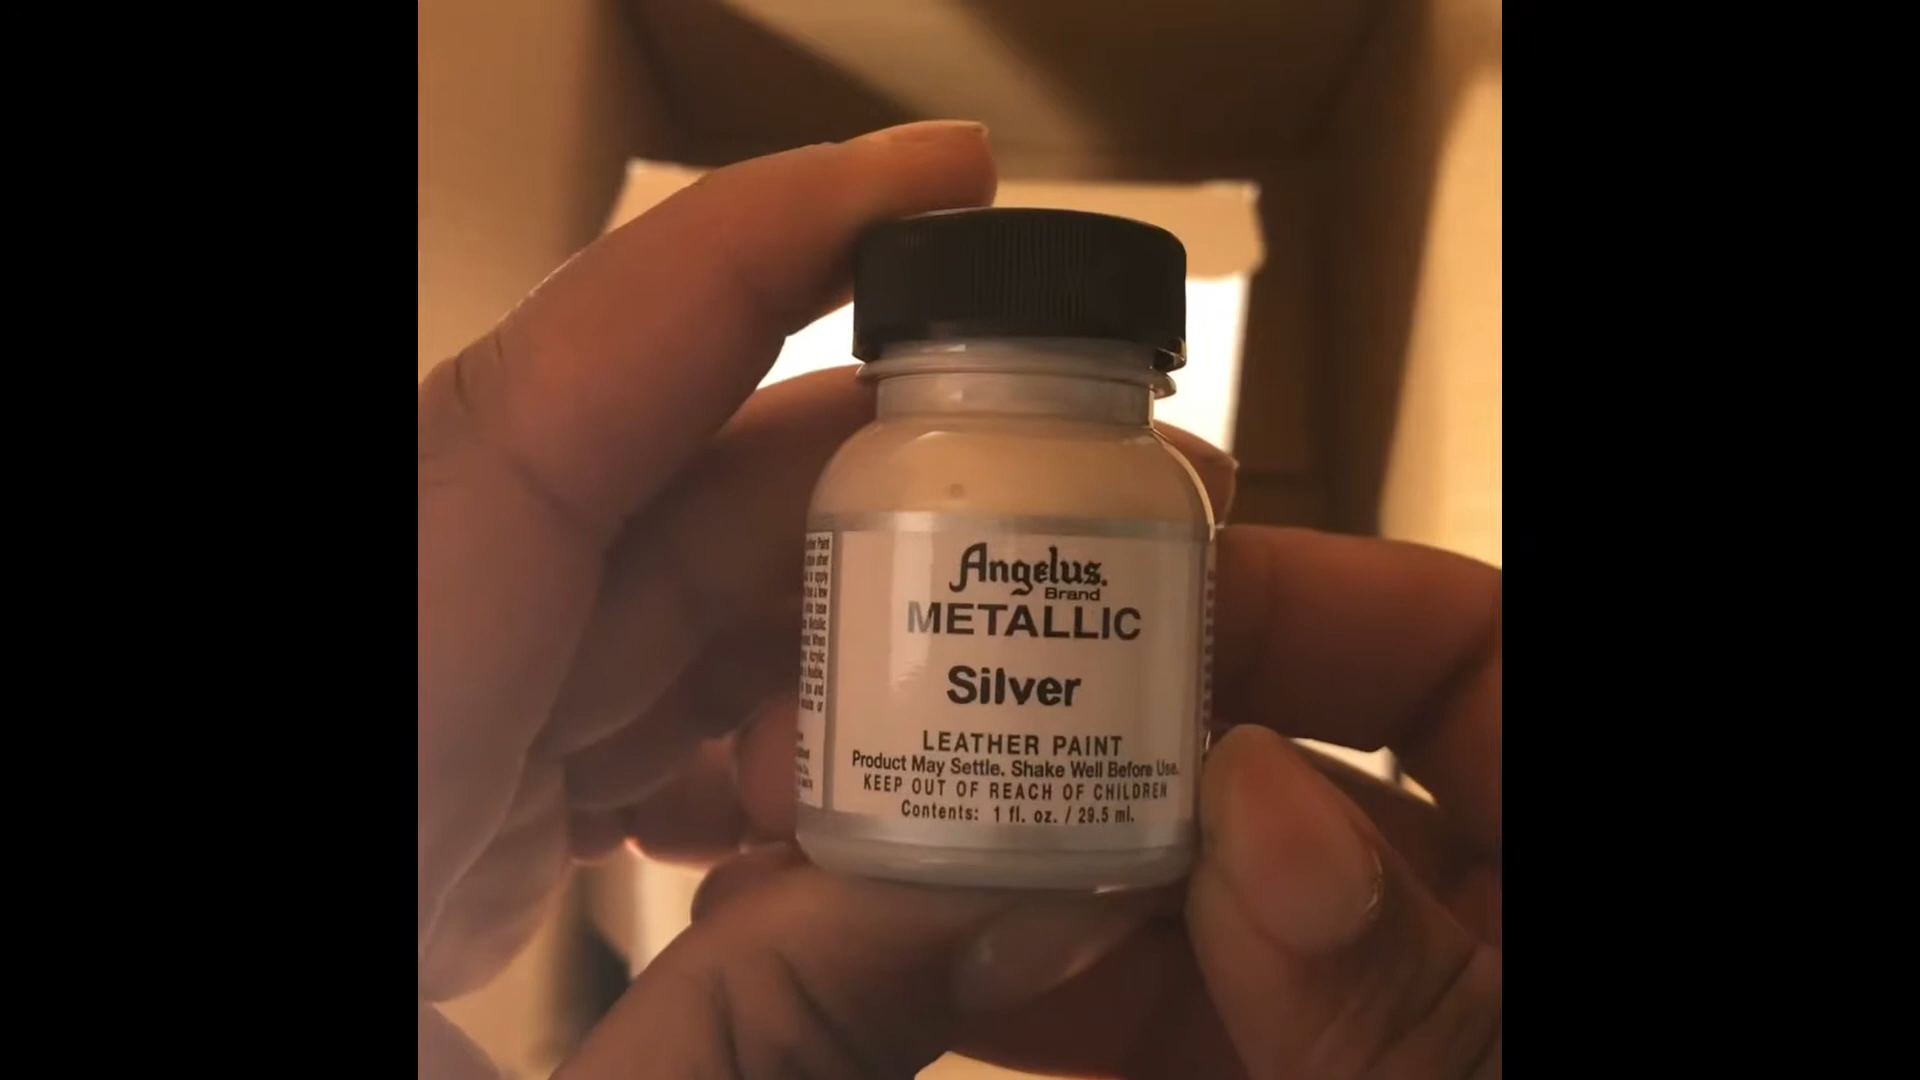 Angelus.
Brand
METALLIC
Silver
LEATHER PAINT
Product May Settle. Shake Well Before Use.
KEEP OUT OF REACH OF CHILDREN
Contents: 1 fl. oz. / 29.5 ml.